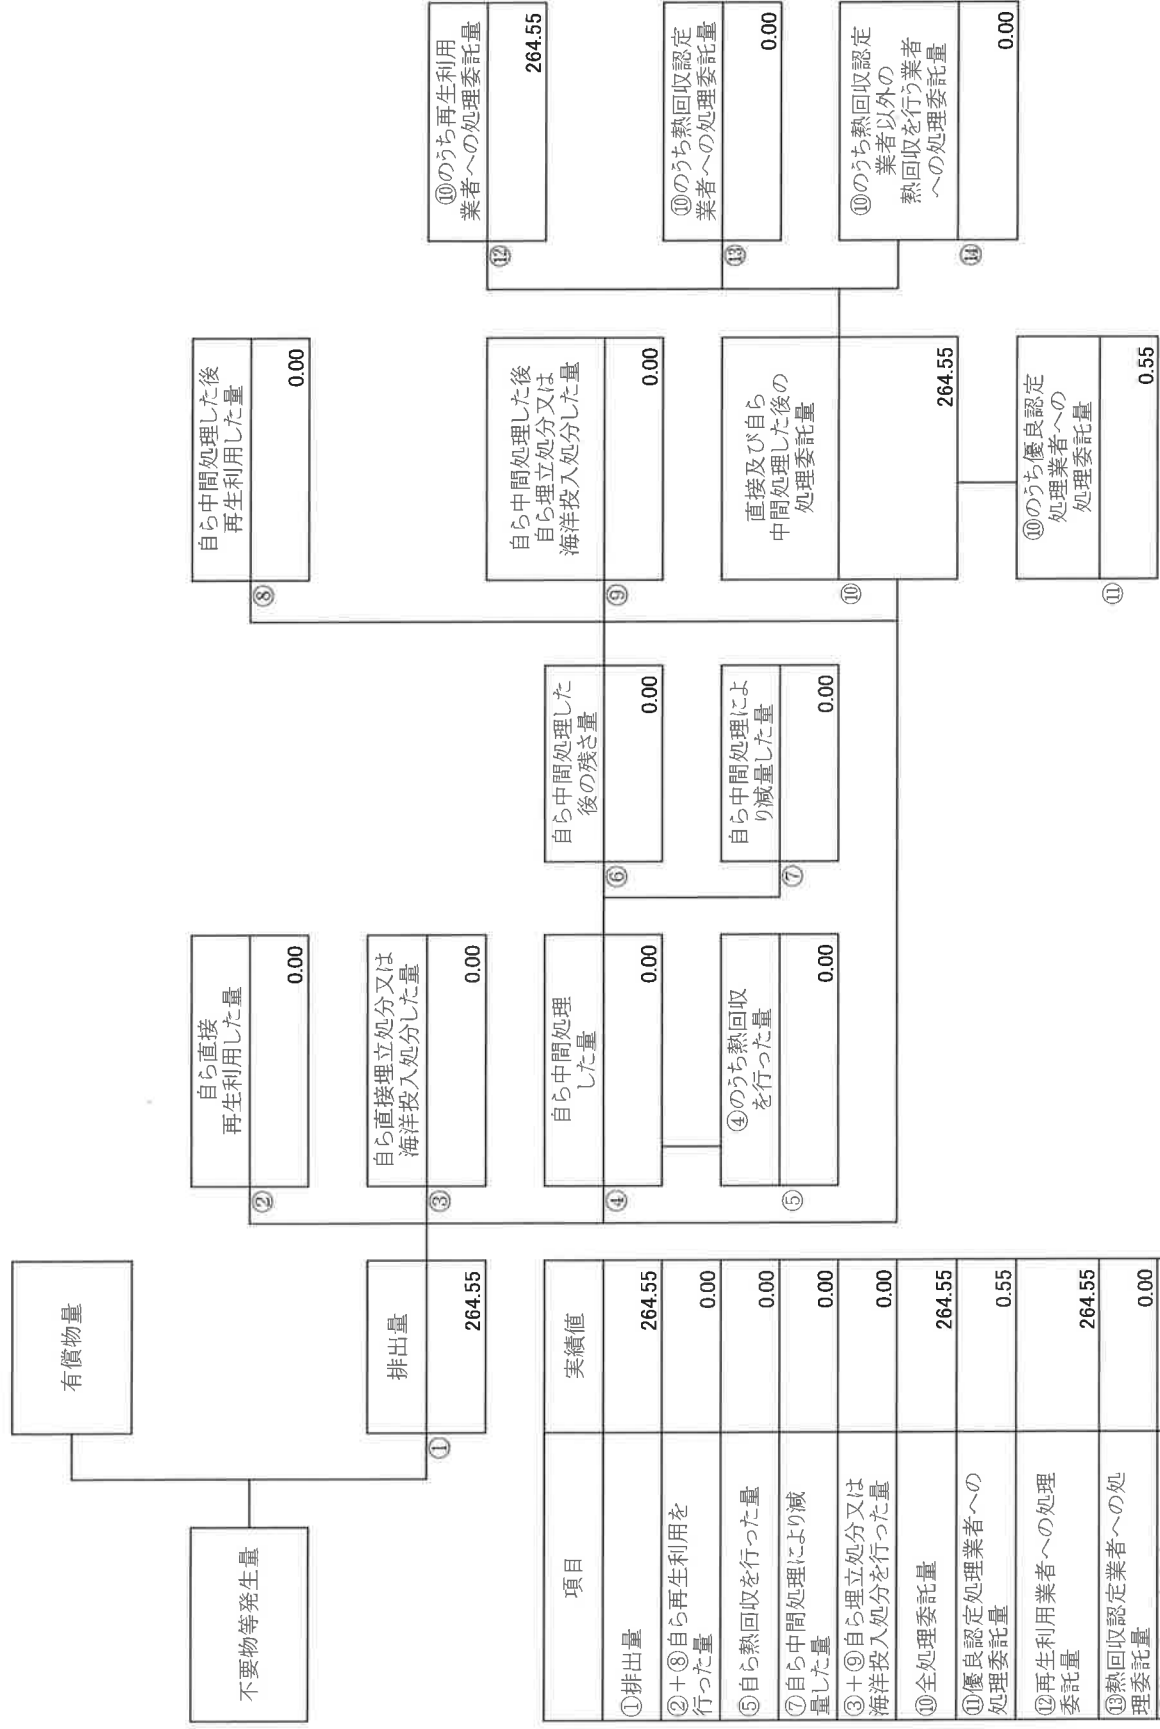 有償物量
不要物等発生量
排出量
①
264.55
自ら直接
再生利用した量
②
0.00
自ら直接埋立処分又は
海洋投入処分した量
③
0.00
自ら中間処理
した量
④
0.00
④のうち熱回収
を行った量
⑤
0.00
自ら中間処理した
後の残さ量
⑥
0.00
自ら中間処理によ
り減量した量
⑦
0.00
自ら中間処理した後
再生利用した量
⑧
0.00
自ら中間処理した後
自ら埋立処分又は
海洋投入処分した量
⑨
0.00
直接及び自ら
中間処理した後の
処理委託量
⑩
264.55
⑩のうち優良認定
処理業者への
処理委託量
⑪
0.55
⑩のうち再生利用
業者への処理委託量
⑫
264.55
⑩のうち熱回収認定
業者への処理委託量
⑬
0.00
⑩のうち熱回収認定
業者以外の
熱回収を行う業者
への処理委託量
⑭
0.00
項目 実績値
①排出量 264.55
②+⑧自ら再生利用を
行った量 0.00
⑤自ら熱回収を行った量 0.00
⑦自ら中間処理により減
量した量 0.00
③+⑨自ら埋立処分又は
海洋投入処分を行った量 0.00
⑩全処理委託量 264.55
⑪優良認定処理業者への
処理委託量 0.55
⑫再生利用業者への処理
委託量 264.55
⑬熱回収認定業者への処
理委託量 0.00